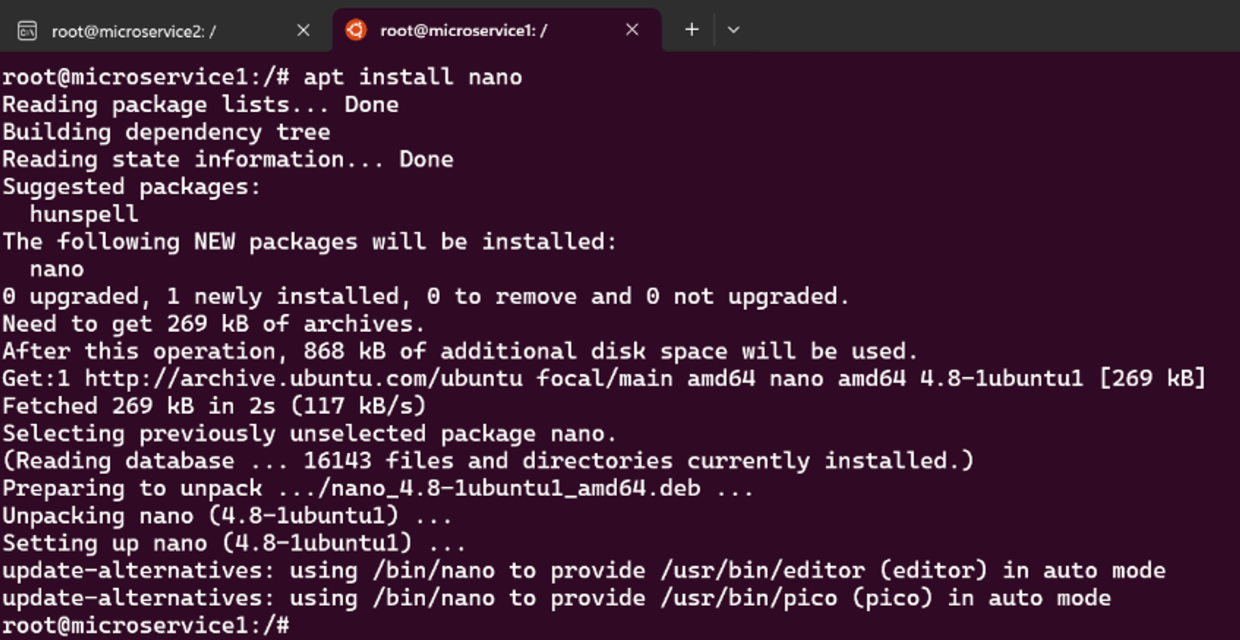 root@microservice2: /
root@microservice1: /
root@microservice1:/# apt install nano
Reading package lists... Done
Building dependency tree
Reading state information... Done
Suggested packages:
  hunspell
The following NEW packages will be installed:
  nano
0 upgraded, 1 newly installed, 0 to remove and 0 not upgraded.
Need to get 269 kB of archives.
After this operation, 868 kB of additional disk space will be used.
Get:1 http://archive.ubuntu.com/ubuntu focal/main amd64 nano amd64 4.8-1ubuntu1 [269 kB]
Fetched 269 kB in 2s (117 kB/s)
Selecting previously unselected package nano.
(Reading database ... 16143 files and directories currently installed.)
Preparing to unpack .../nano_4.8-1ubuntu1_amd64.deb ...
Unpacking nano (4.8-1ubuntu1) ...
Setting up nano (4.8-1ubuntu1) ...
update-alternatives: using /bin/nano to provide /usr/bin/editor (editor) in auto mode
update-alternatives: using /bin/nano to provide /usr/bin/pico (pico) in auto mode
root@microservice1:/#